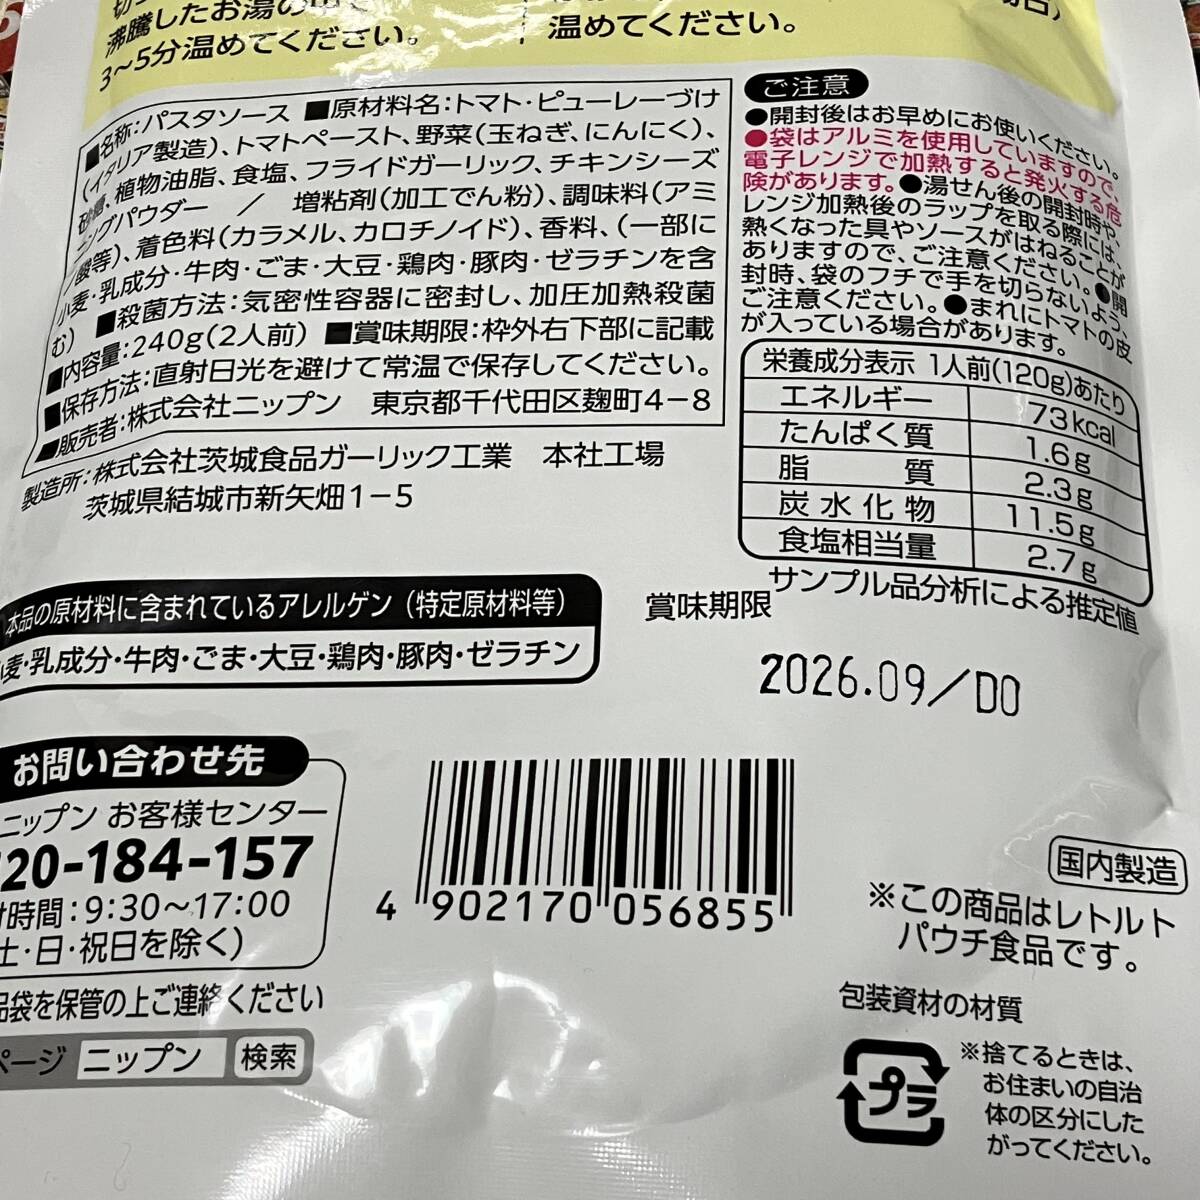 沸騰したお湯の中で
3〜5分温めてください。
温めてください。
■名称:パスタソース ■原材料名:トマト・ピューレーづけ
(イタリア製造)、トマトペースト、野菜(玉ねぎ、にんにく)、
砂糖、植物油脂、食塩、フライドガーリック、チキンシーズ
ニングパウダー / 増粘剤(加工でん粉)、調味料(アミ
ノ酸等)、着色料(カラメル、カロチノイド)、香料、(一部に
小麦・乳成分・牛肉・ごま・大豆・鶏肉・豚肉・ゼラチンを含
む) ■殺菌方法:気密性容器に密封し、加圧加熱殺菌
■内容量:240g(2人前) ■賞味期限:枠外右下部に記載
■保存方法:直射日光を避けて常温で保存してください。
■販売者:株式会社ニップン 東京都千代田区麹町4−8
製造所:株式会社茨城食品ガーリック工業 本社工場
茨城県結城市新矢畑1−5
本品の原材料に含まれているアレルゲン(特定原材料等)
小麦・乳成分・牛肉・ごま・大豆・鶏肉・豚肉・ゼラチン
ご注意
●開封後はお早めにお使いください。
●袋はアルミを使用していますので、
電子レンジで加熱すると発火する危
険があります。●湯せん後の開封時や、
レンジ加熱後のラップを取る際には、
熱くなった具やソースがはねることが
ありますので、ご注意ください。●開
封時、袋のフチで手を切らないよう、
ご注意ください。●まれにトマトの皮
が入っている場合があります。
栄養成分表示 1人前(120g)あたり
エネルギー 73kcal
たんぱく質 1.6g
脂質 2.3g
炭水化物 11.5g
食塩相当量 2.7g
サンプル品分析による推定値
賞味期限
2026.09/D0
お問い合わせ先
ニップン お客様センター
20-184-157
時間:9:30〜17:00
土・日・祝日を除く)
品袋を保管の上ご連絡ください
ページ ニップン 検索
4 902170 056855
国内製造
※この商品はレトルト
パウチ食品です。
包装資材の材質
プラ
※捨てるときは、
お住まいの自治
体の区分にした
がってください。